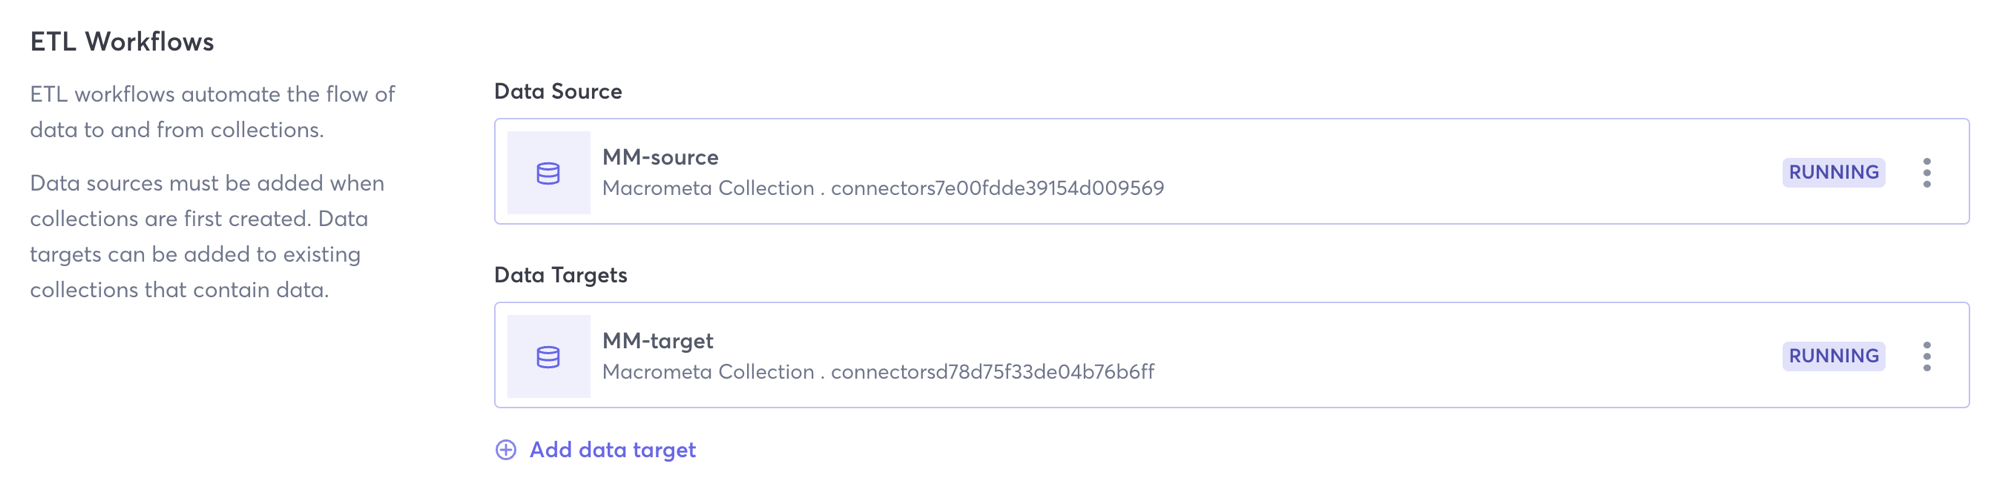 ETL Workflows
ETL workflows automate the flow of
data to and from collections.
Data sources must be added when
collections are first created. Data
targets can be added to existing
collections that contain data.
Data Source
MM-source
Macrometa Collection . connectors7e00fdde39154d009569
RUNNING
Data Targets
MM-target
Macrometa Collection . connectorsd78d75f33de04b76b6ff
RUNNING
Add data target